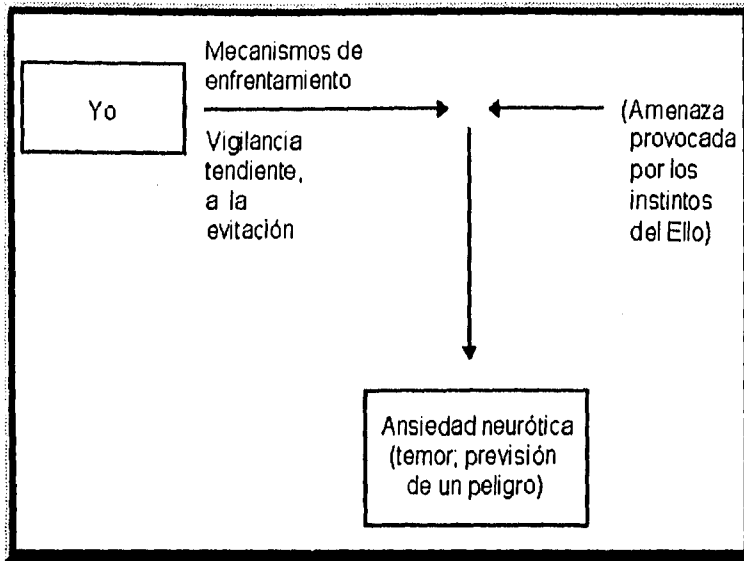 Yo
Mecanismos de
enfrentamiento
Vigilancia
tendiente,
a la
evitación
(Amenaza
provocada
por los
instintos
del Ello)
Ansiedad neurótica
(temor; previsión
de un peligro)